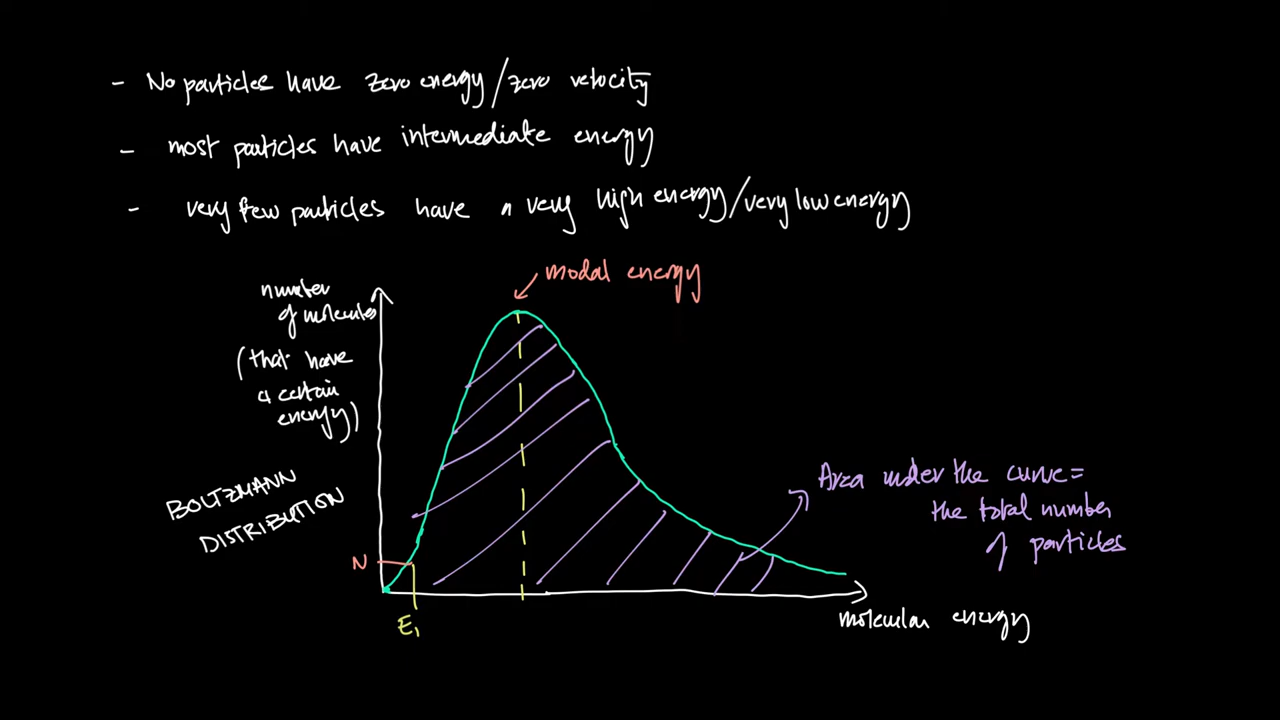 - No particles have zero energy/zero velocity
- most particles have intermediate energy
- very few particles have a very high energy/very low energy
modal energy
number
of molecules
(that have
a certain
energy)
BOLTZMANN
DISTRIBUTION
Area under the curve =
the total number
of particles
N
E₁
molecular energy